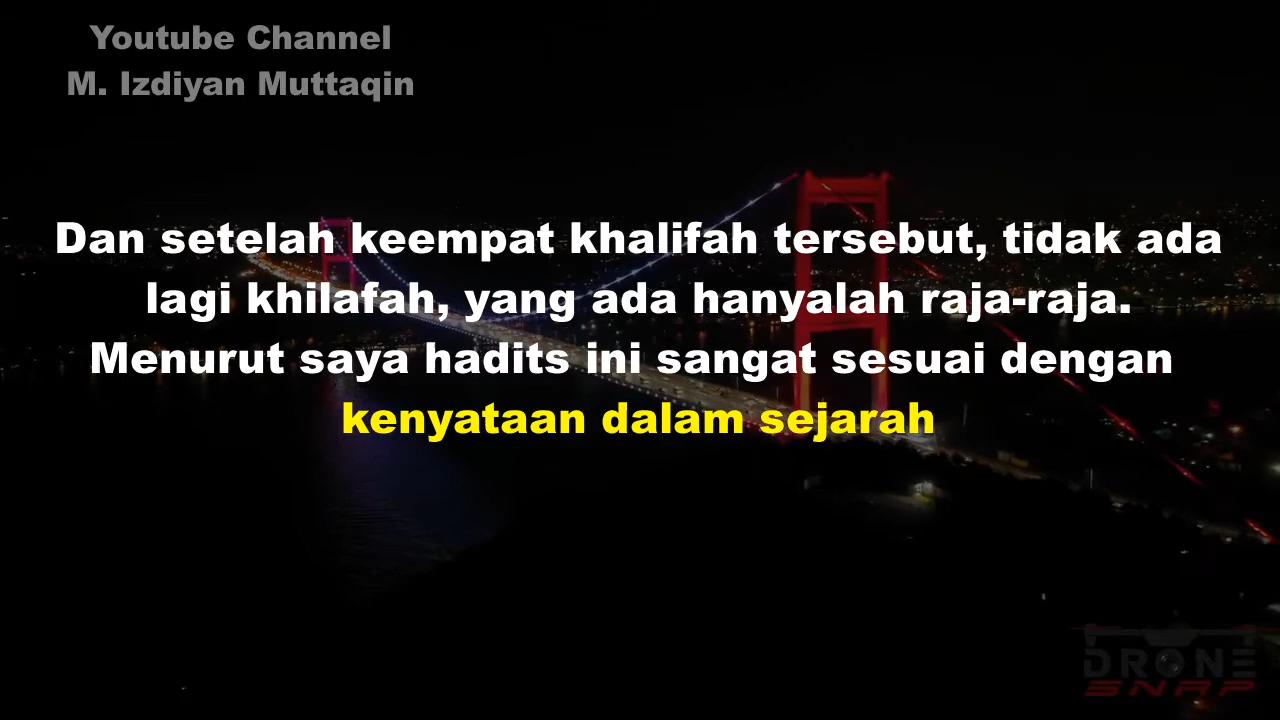 Youtube Channel
M. Izdiyan Muttaqin
Dan setelah keempat khalifah tersebut, tidak ada
lagi khilafah, yang ada hanyalah raja-raja.
Menurut saya hadits ini sangat sesuai dengan
kenyataan dalam sejarah
DRONE
SNAP